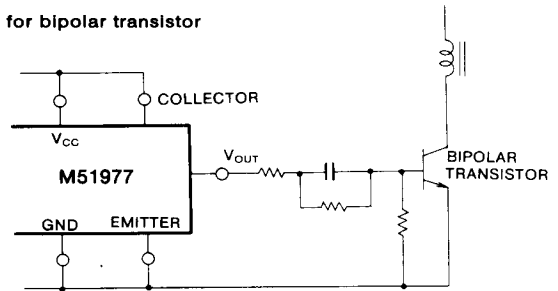 for bipolar transistor
COLLECTOR
VCC
VOUT
M51977
BIPOLAR
TRANSISTOR
GND
EMITTER